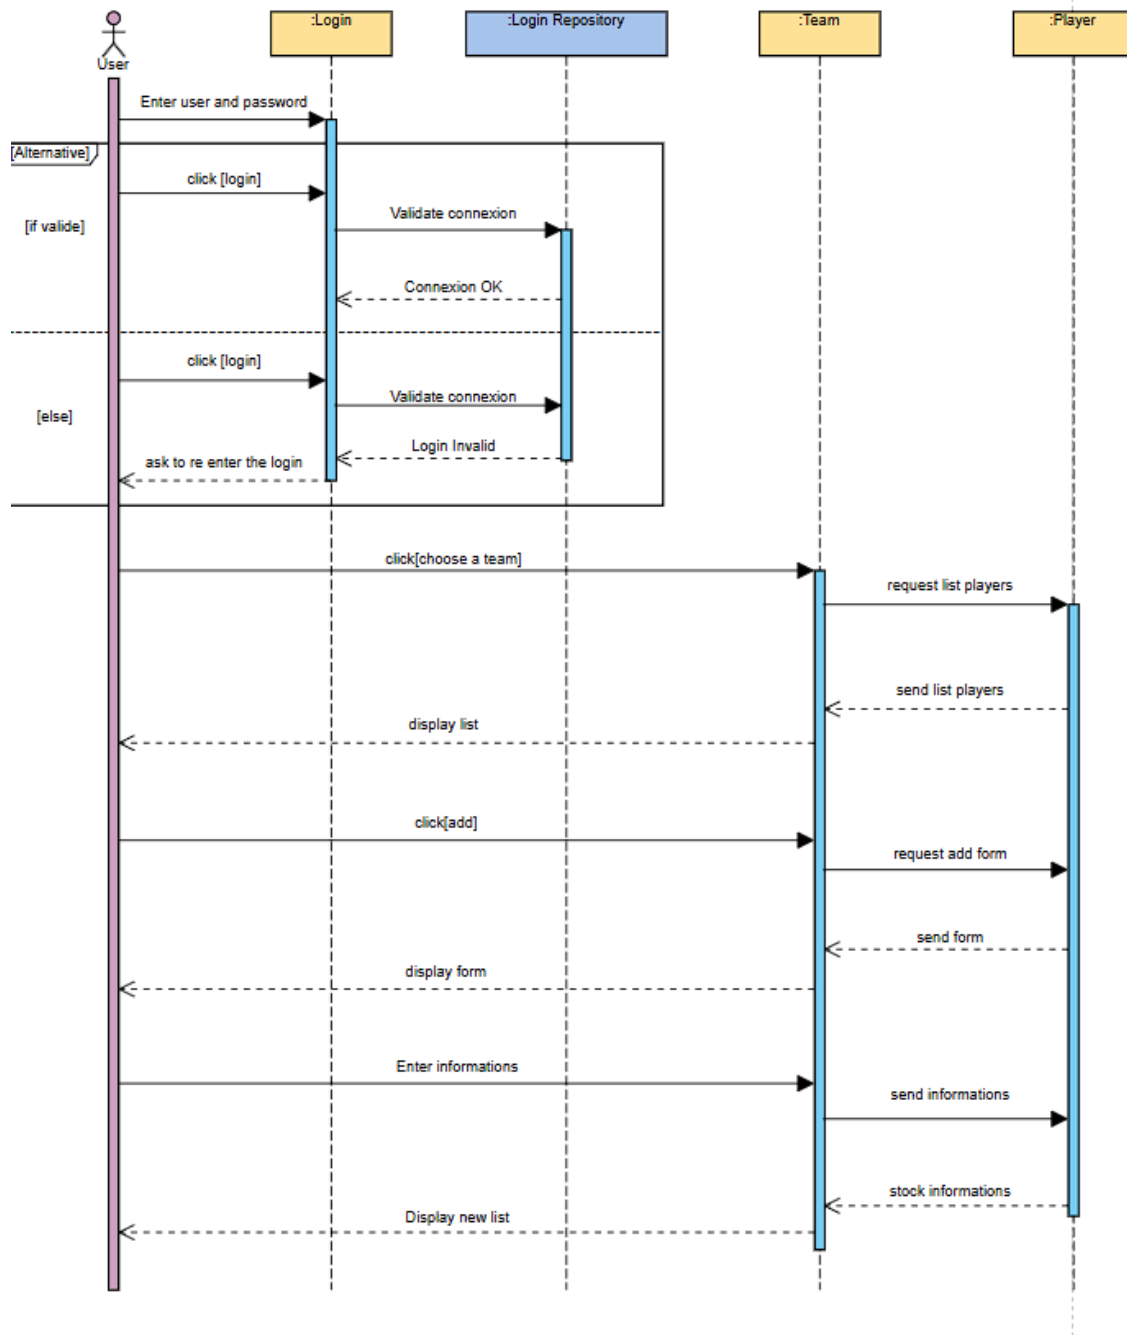 :Login
:Login Repository
:Team
:Player
User
Enter user and password
[Alternative]
click [login]
Validate connexion
[if valide]
Connexion OK
click [login]
Validate connexion
[else]
Login Invalid
ask to re enter the login
click[choose a team]
request list players
send list players
display list
click[add]
request add form
send form
display form
Enter informations
send informations
stock informations
Display new list